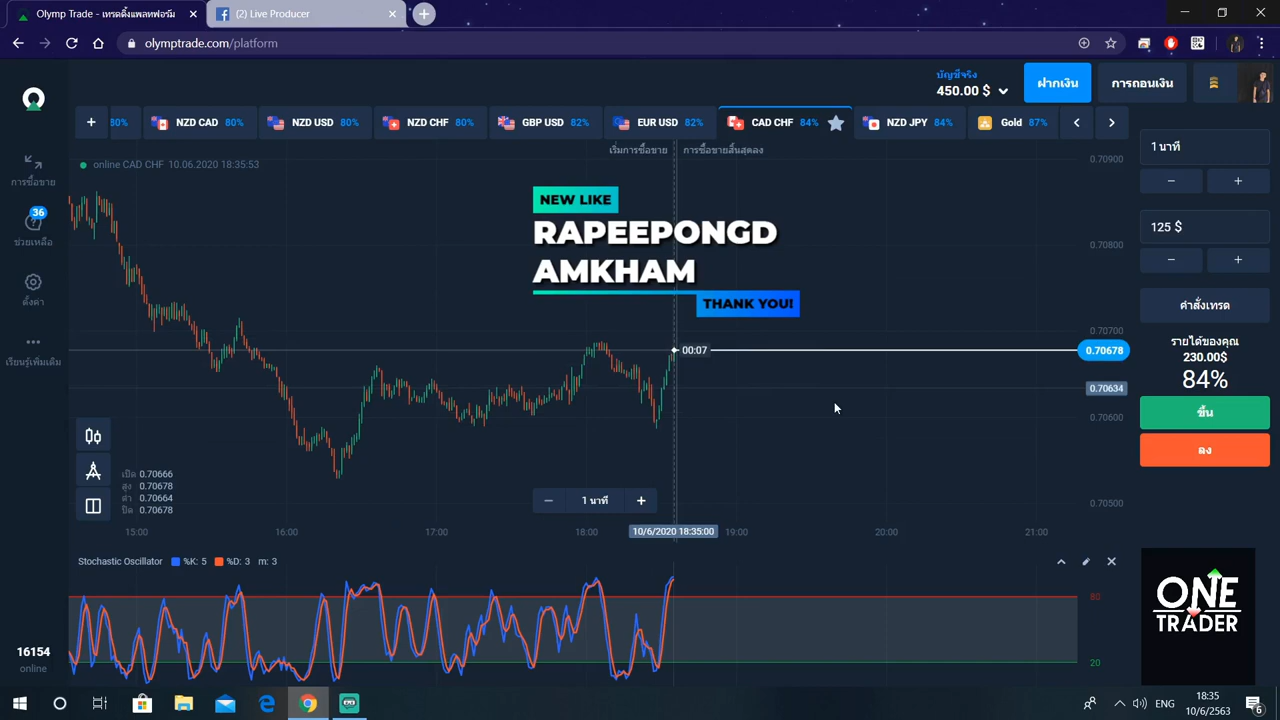 Olymp Trade - เทรดดิ้งแพลทฟอร์ม
(2) Live Producer
olymptrade.com/platform
บัญชีจริง
450.00 $
ฝากเงิน
การถอนเงิน
80%
NZD CAD 80%
NZD USD 80%
NZD CHF 80%
GBP USD 82%
EUR USD 82%
CAD CHF 84%
NZD JPY 84%
Gold 87%
online CAD CHF 10.06.2020 18:35:53
เริ่มการซื้อขาย
การซื้อขายสิ้นสุดลง
การซื้อขาย
36
ช่วยเหลือ
ตั้งค่า
เรียนรู้เพิ่มเติม
NEW LIKE
RAPEEPONGD
AMKHAM
THANK YOU!
00:07
0.70900
0.70800
0.70700
0.70678
0.70634
0.70600
0.70500
1 นาที
125 $
คำสั่งเทรด
รายได้ของคุณ
230.00$
84%
ขึ้น
ลง
เปิด 0.70666
สูง 0.70678
ต่ำ 0.70664
ปิด 0.70678
1 นาที
15:00
16:00
17:00
18:00
10/6/2020 18:35:00
19:00
20:00
21:00
Stochastic Oscillator
%K: 5
%D: 3
m: 3
80
20
ONE
TRADER
16154
online
ENG
18:35
10/6/2563
6